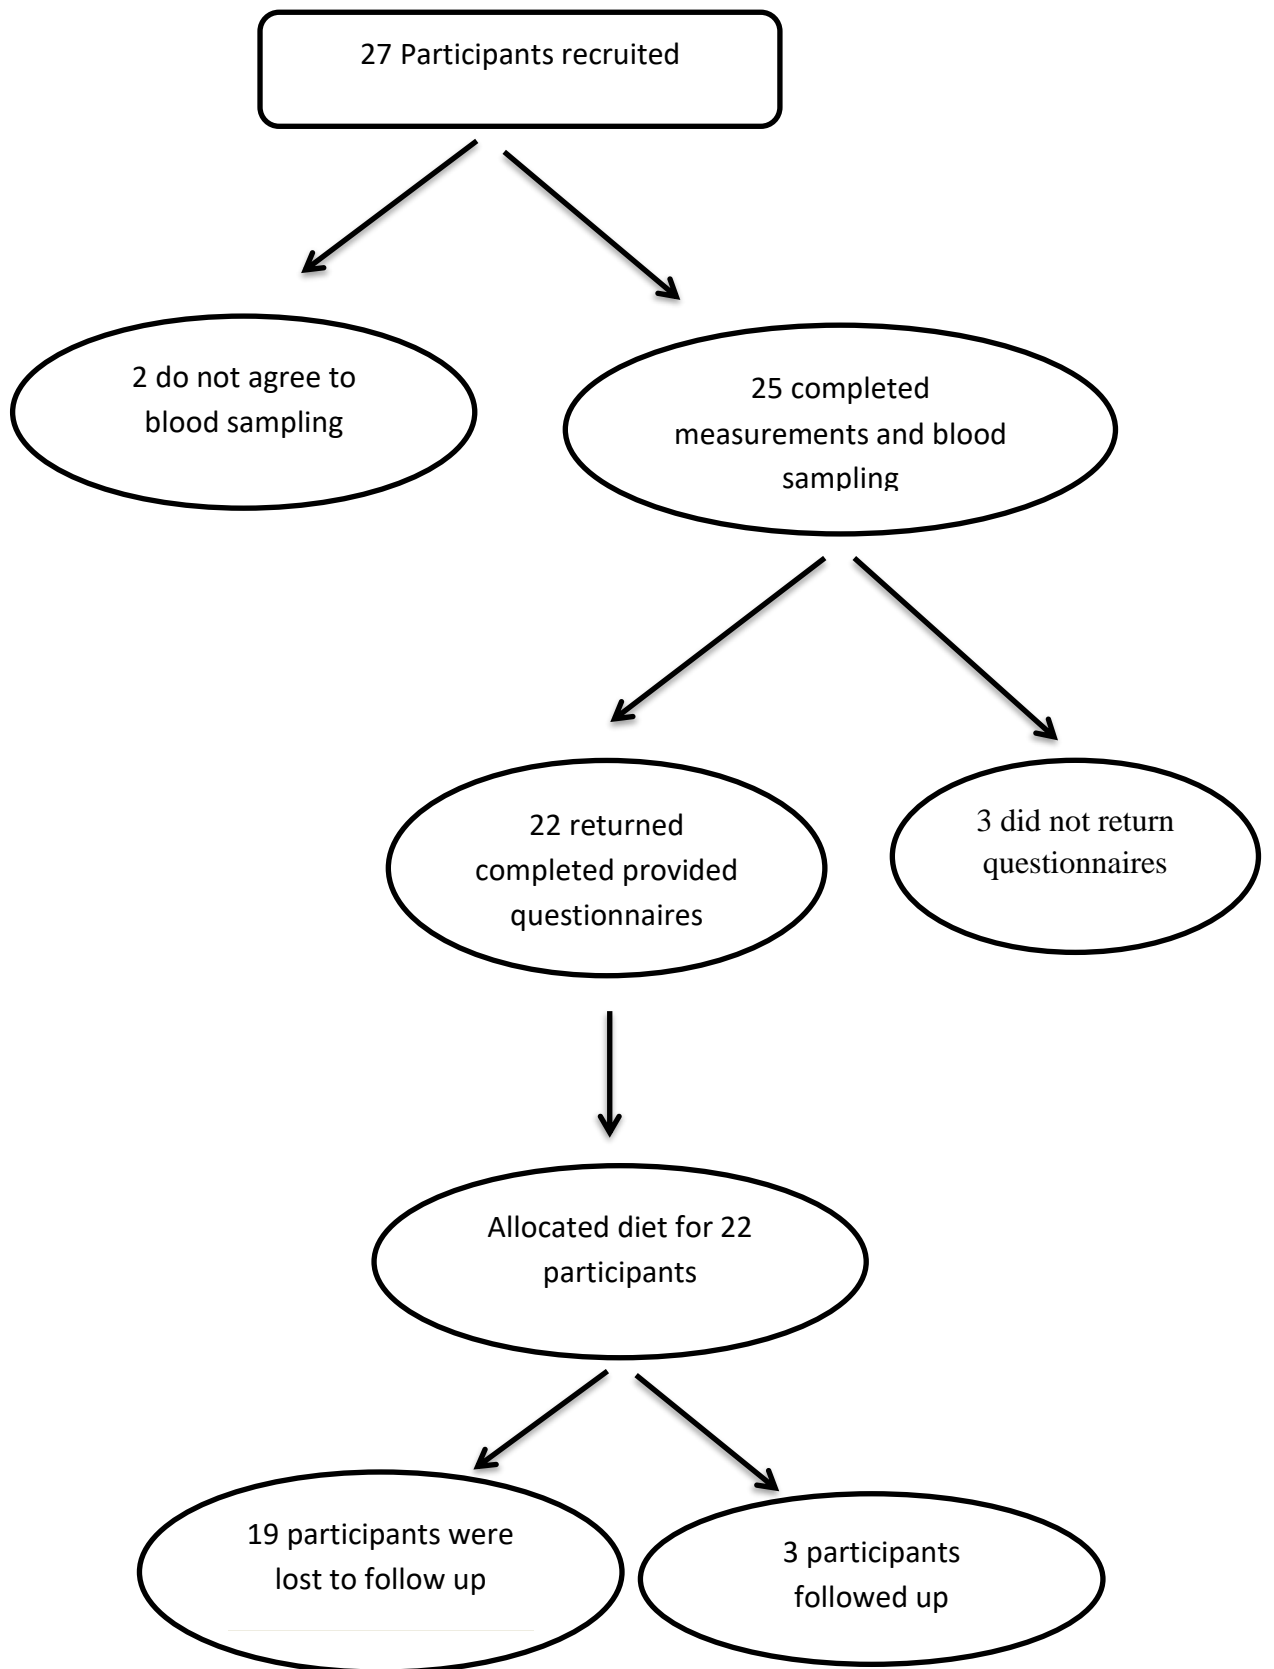 27 Participants recruited
2 do not agree to
blood sampling
25 completed
measurements and blood
sampling
22 returned
completed provided
questionnaires
3 did not return
questionnaires
Allocated diet for 22
participants
19 participants were
lost to follow up
3 participants
followed up